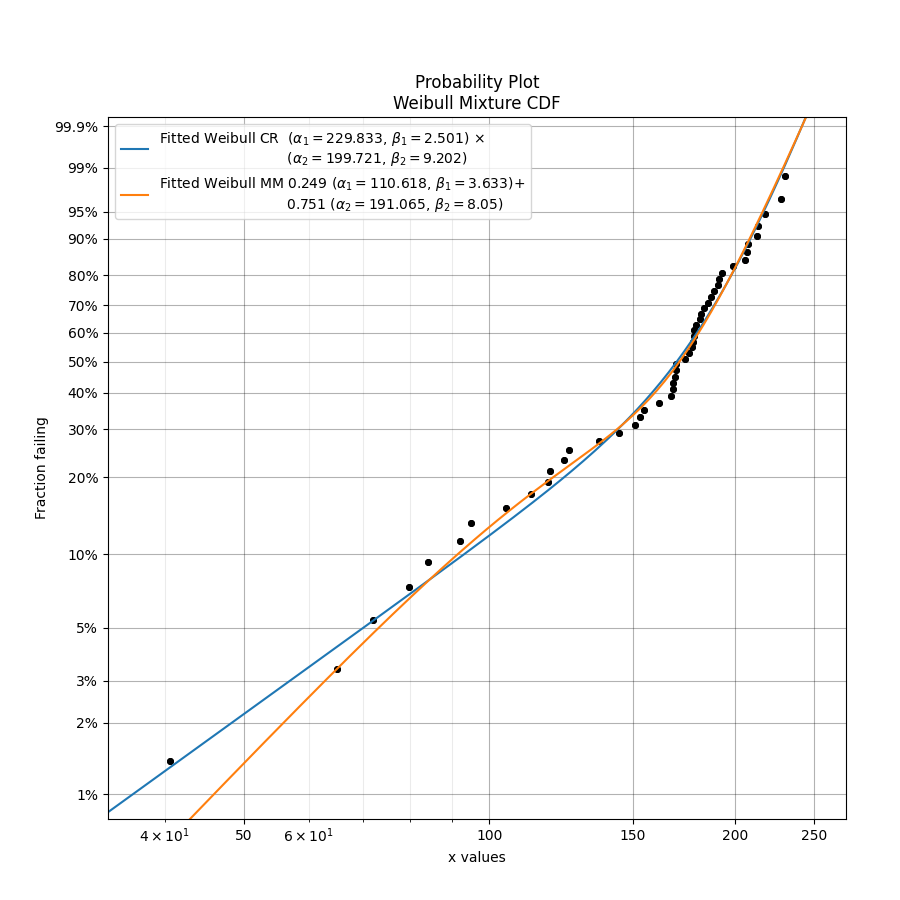 Probability Plot
Weibull Mixture CDF
Fitted Weibull CR (α₁ = 229.833, β₁ = 2.501) ×
(α₂ = 199.721, β₂ = 9.202)
Fitted Weibull MM 0.249 (α₁ = 110.618, β₁ = 3.633)+
0.751 (α₂ = 191.065, β₂ = 8.05)
99.9%
99%
95%
90%
80%
70%
60%
50%
40%
30%
20%
10%
5%
3%
2%
1%
Fraction failing
4 × 10¹ 50 6 × 10¹ 100 150 200 250
x values